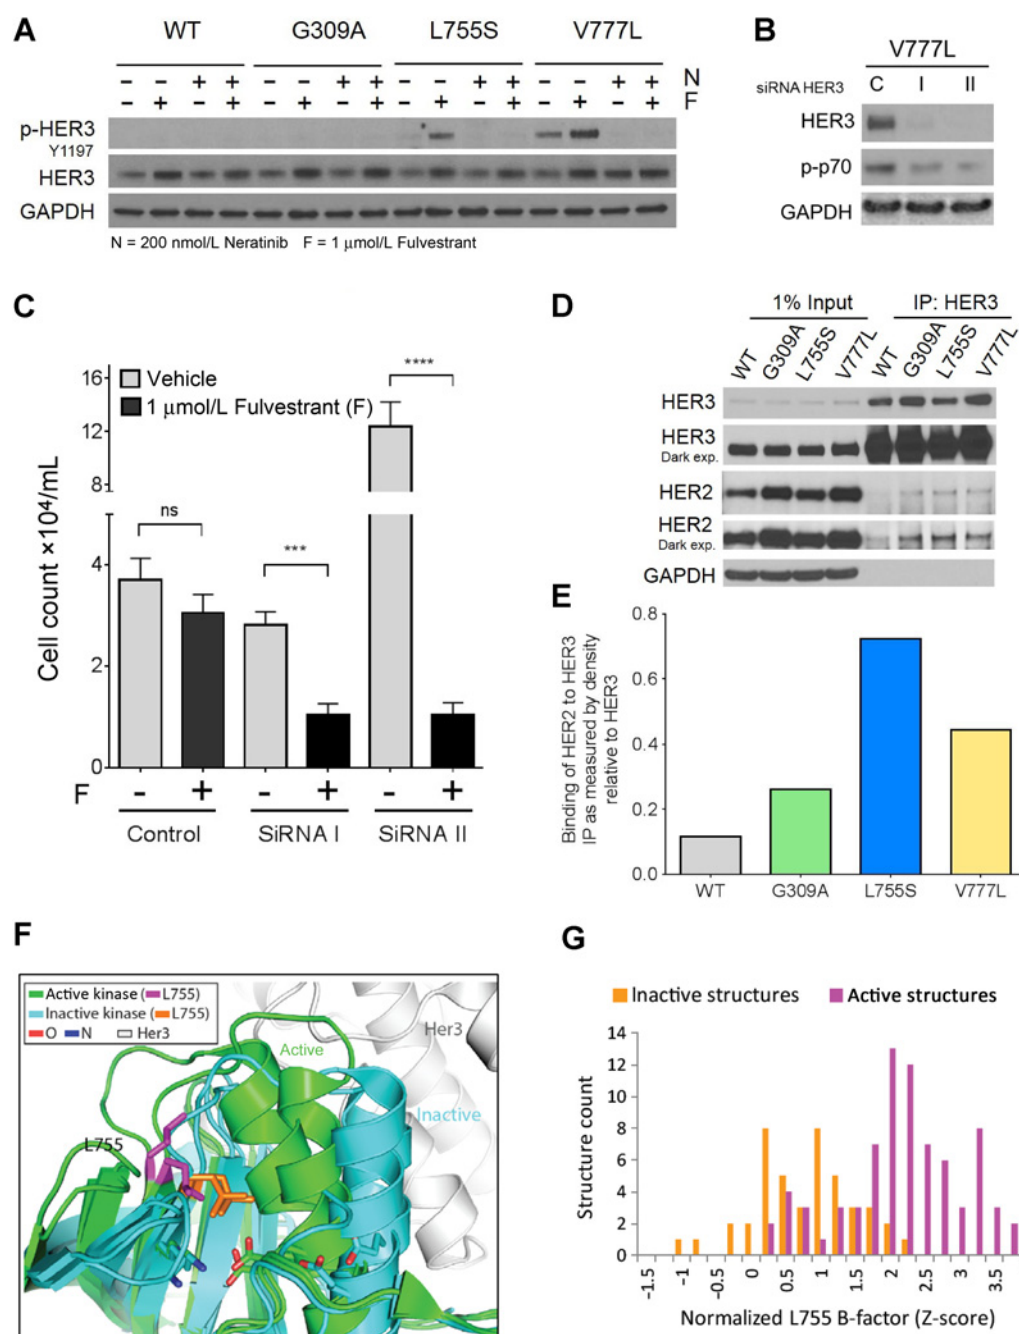 A
WT G309A L755S V777L
– – + + – – + + – – + + – – + + N
– + – + – + – + – + – + – + – + F
p-HER3
Y1197
HER3
GAPDH
N = 200 nmol/L Neratinib F = 1 μmol/L Fulvestrant
B
V777L
siRNA HER3 C I II
HER3
p-p70
GAPDH
C
Vehicle
1 μmol/L Fulvestrant (F)
Cell count ×10⁴/mL
16
12
8
4
2
0
ns
***
****
F - + - + - +
Control SiRNA I SiRNA II
D
1% Input IP: HER3
WT G309A L755S V777L WT G309A L755S V777L
HER3
HER3
Dark exp.
HER2
HER2
Dark exp.
GAPDH
E
Binding of HER2 to HER3
IP as measured by density
relative to HER3
0.8
0.6
0.4
0.2
0.0
WT G309A L755S V777L
F
Active kinase (L755)
Inactive kinase (L755)
O N Her3
Her3
Active
Inactive
L755
G
Inactive structures Active structures
Structure count
14
12
10
8
6
4
2
0
-1.5 -1 -0.5 0 0.5 1 1.5 2 2.5 3 3.5
Normalized L755 B-factor (Z-score)